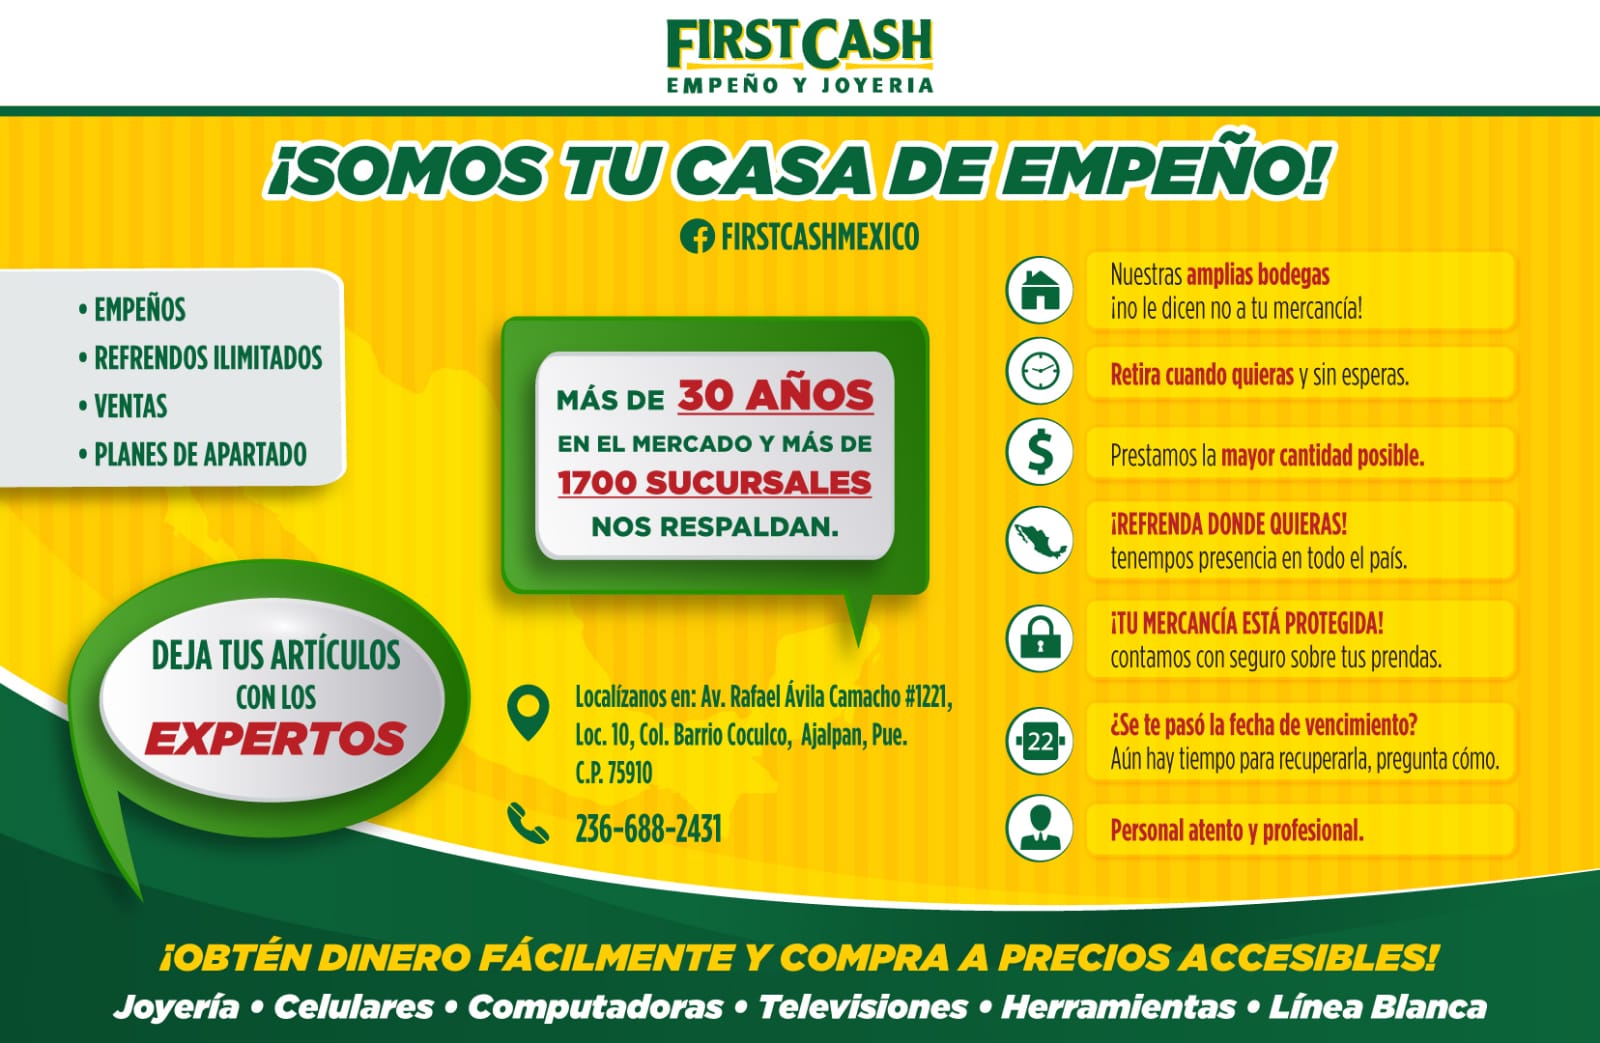 FIRSTCASH
EMPEÑO Y JOYERIA
¡SOMOS TU CASA DE EMPEÑO!
FIRSTCASHMEXICO
• EMPEÑOS
• REFRENDOS ILIMITADOS
• VENTAS
• PLANES DE APARTADO
MÁS DE 30 AÑOS
EN EL MERCADO Y MÁS DE
1700 SUCURSALES
NOS RESPALDAN.
DEJA TUS ARTÍCULOS
CON LOS
EXPERTOS
Localízanos en: Av. Rafael Ávila Camacho #1221,
Loc. 10, Col. Barrio Coculco, Ajalpan, Pue.
C.P. 75910
236-688-2431
Nuestras amplias bodegas
¡no le dicen no a tu mercancía!
Retira cuando quieras y sin esperas.
$
Prestamos la mayor cantidad posible.
¡REFRENDA DONDE QUIERAS!
tenempos presencia en todo el país.
¡TU MERCANCÍA ESTÁ PROTEGIDA!
contamos con seguro sobre tus prendas.
22
¿Se te pasó la fecha de vencimiento?
Aún hay tiempo para recuperarla, pregunta cómo.
Personal atento y profesional.
¡OBTÉN DINERO FÁCILMENTE Y COMPRA A PRECIOS ACCESIBLES!
Joyería • Celulares • Computadoras • Televisiones • Herramientas • Línea Blanca